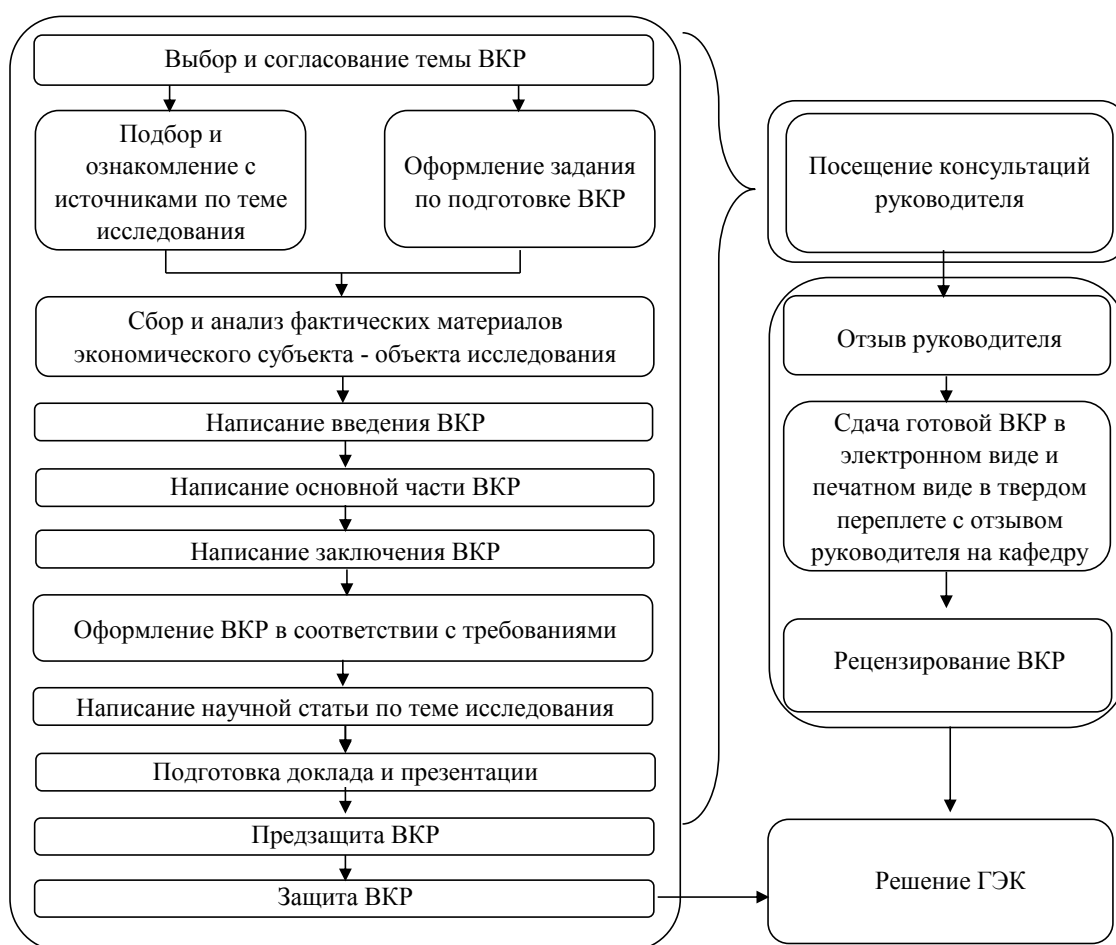 Выбор и согласование темы ВКР
Подбор и
ознакомление с
источниками по теме
исследования
Оформление задания
по подготовке ВКР
Сбор и анализ фактических материалов
экономического субъекта - объекта исследования
Написание введения ВКР
Написание основной части ВКР
Написание заключения ВКР
Оформление ВКР в соответствии с требованиями
Написание научной статьи по теме исследования
Подготовка доклада и презентации
Предзащита ВКР
Защита ВКР
Посещение консультаций
руководителя
Отзыв руководителя
Сдача готовой ВКР в
электронном виде и
печатном виде в твердом
переплете с отзывом
руководителя на кафедру
Рецензирование ВКР
Решение ГЭК